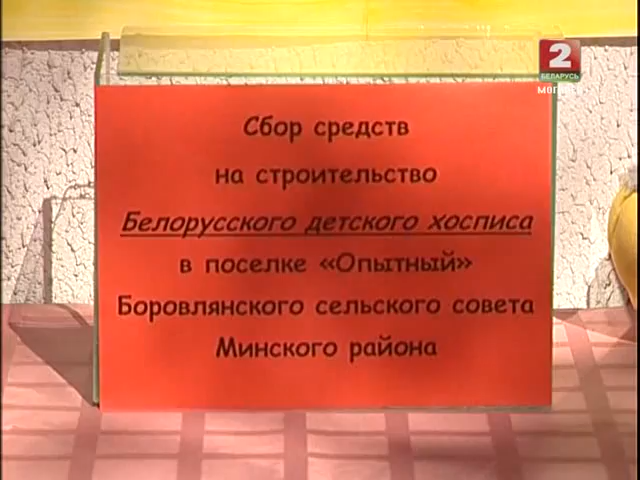 2
БЕЛАРУСЬ
Сбор средств
на строительство
Белорусского детского хосписа
в поселке «Опытный»
Боровлянского сельского совета
Минского района